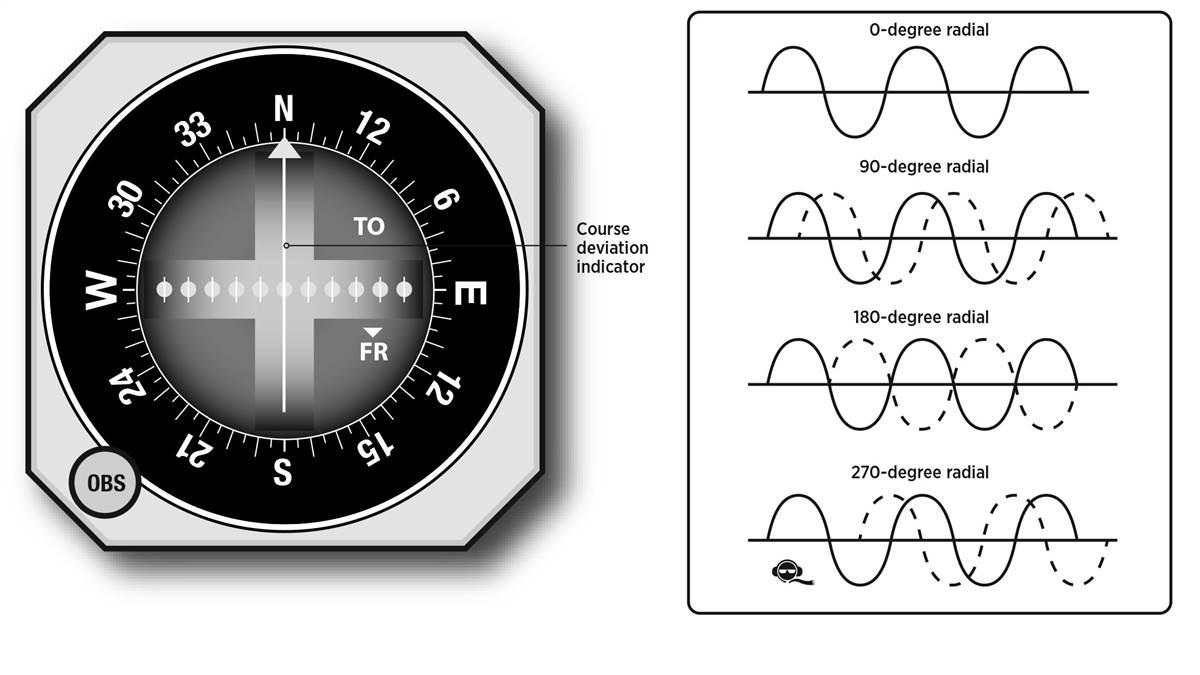 N
12
6
E
12
15
S
21
24
W
30
33
TO
FR
OBS
Course
deviation
indicator
0-degree radial
90-degree radial
180-degree radial
270-degree radial